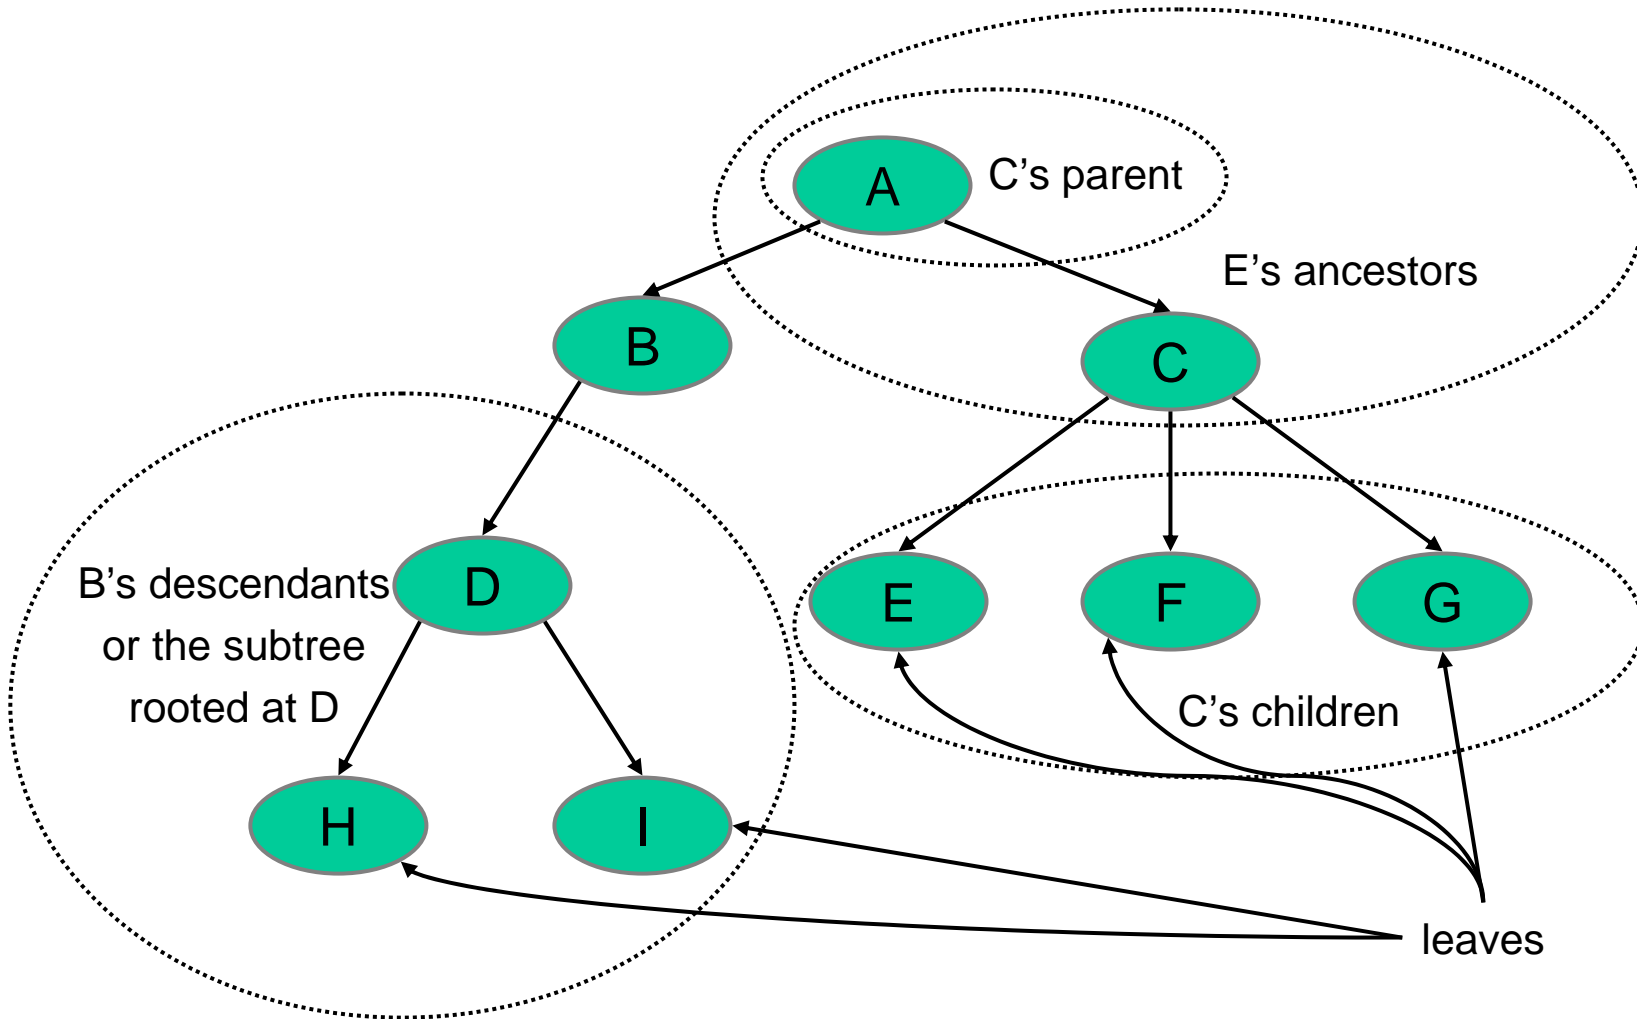 A
C’s parent
E’s ancestors
B
C
B’s descendants
or the subtree
rooted at D
D
E
F
G
C’s children
H
I
leaves